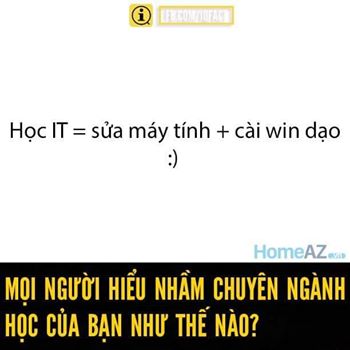 Học IT = sửa máy tính + cài win dạo
:)
HomeAZ
MỌI NGƯỜI HIỂU NHẦM CHUYÊN NGÀNH
HỌC CỦA BẠN NHƯ THẾ NÀO?